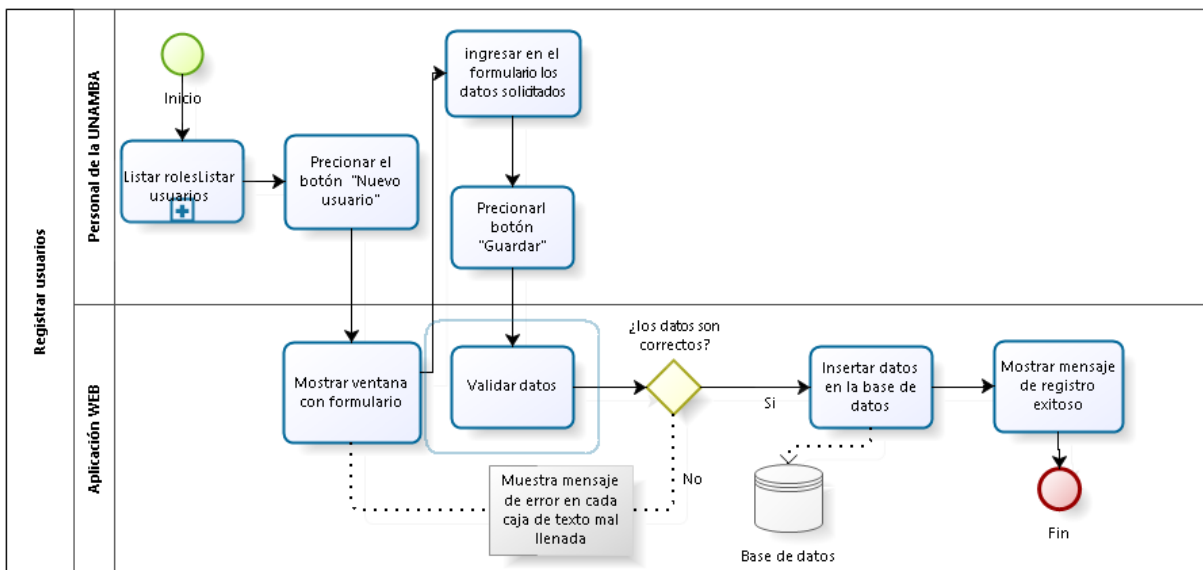 Registrar usuarios
Personal de la UNAMBA
Inicio
Listar rolesListar
usuarios
Precionar el
botón "Nuevo
usuario"
ingresar en el
formulario los
datos solicitados
Precionarl
botón
"Guardar"
Aplicación WEB
Mostrar ventana
con formulario
Validar datos
¿los datos son
correctos?
Si
No
Muestra mensaje
de error en cada
caja de texto mal
llenada
Insertar datos
en la base de
datos
Base de datos
Mostrar mensaje
de registro
exitoso
Fin